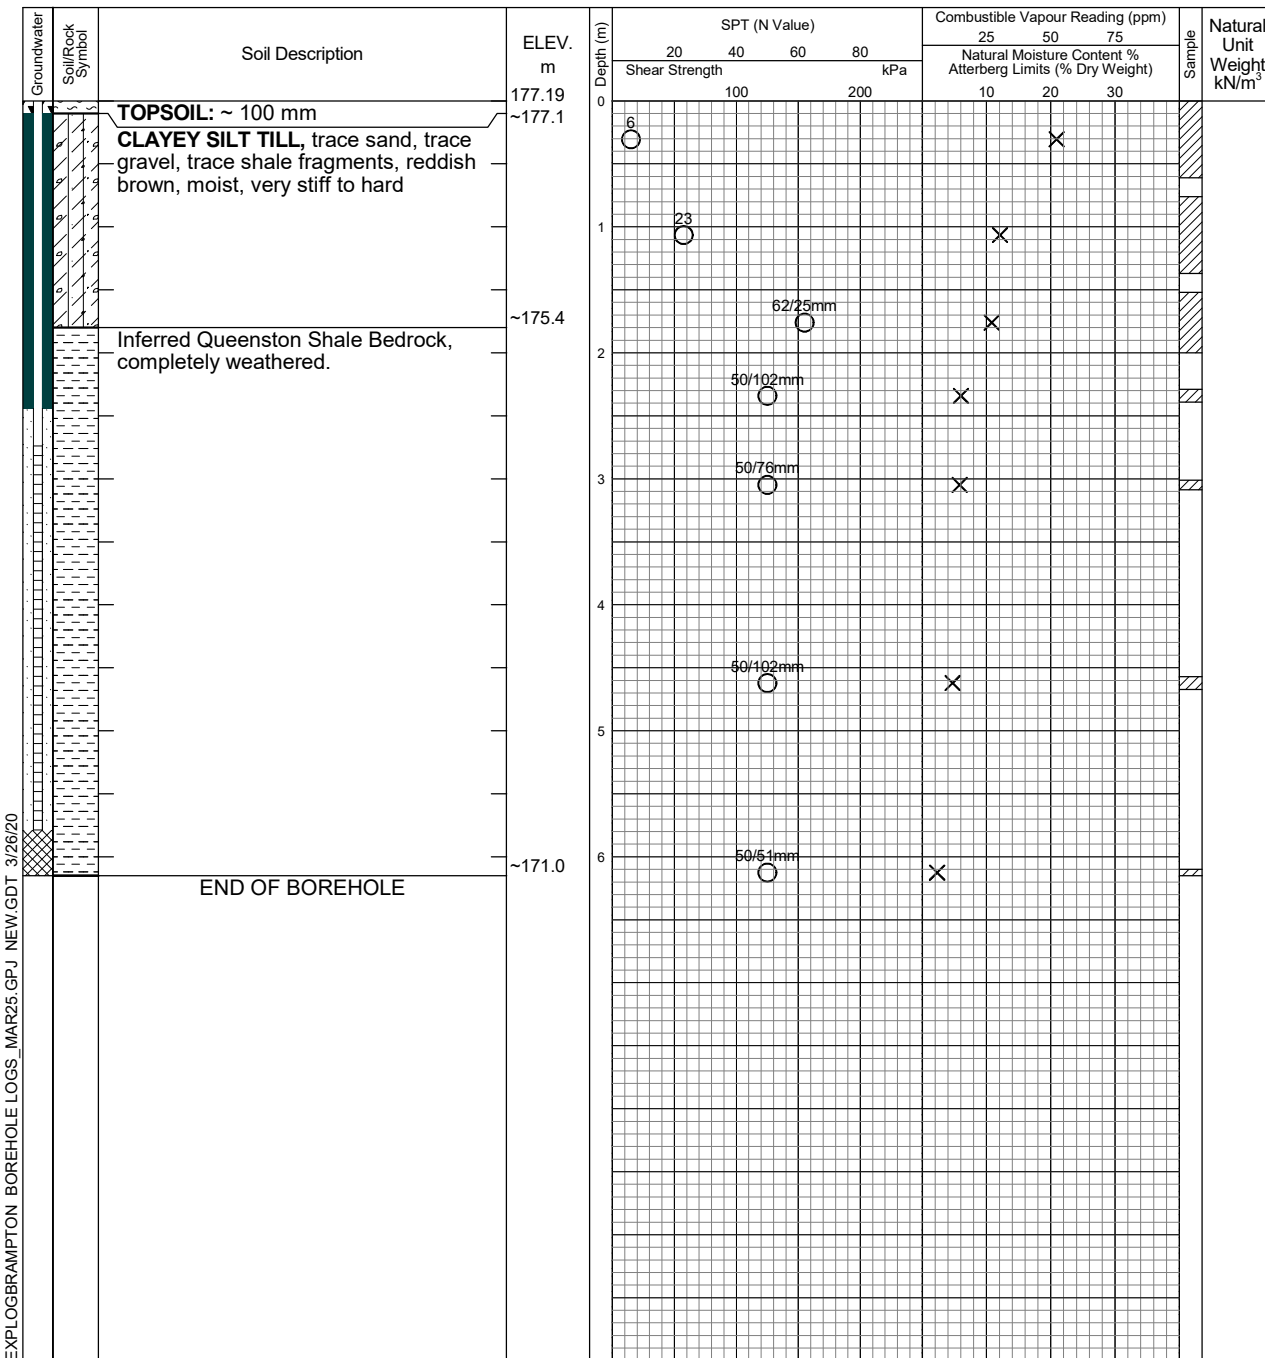 Groundwater
Soil/Rock
Symbol
Soil Description
ELEV.
m
Depth (m)
SPT (N Value)
20 40 60 80
Shear Strength kPa
100 200
Combustible Vapour Reading (ppm)
25 50 75
Natural Moisture Content %
Atterberg Limits (% Dry Weight)
10 20 30
Sample
Natural
Unit
Weight
kN/m³
177.19
0
TOPSOIL: ~ 100 mm
~177.1
CLAYEY SILT TILL, trace sand, trace
gravel, trace shale fragments, reddish
brown, moist, very stiff to hard
6
23
1
62/25mm
~175.4
Inferred Queenston Shale Bedrock,
completely weathered.
2
50/102mm
50/76mm
3
4
50/102mm
5
50/51mm
6
~171.0
END OF BOREHOLE
EXPLOGBRAMPTON BOREHOLE LOGS_MAR25.GPJ NEW.GDT 3/26/20